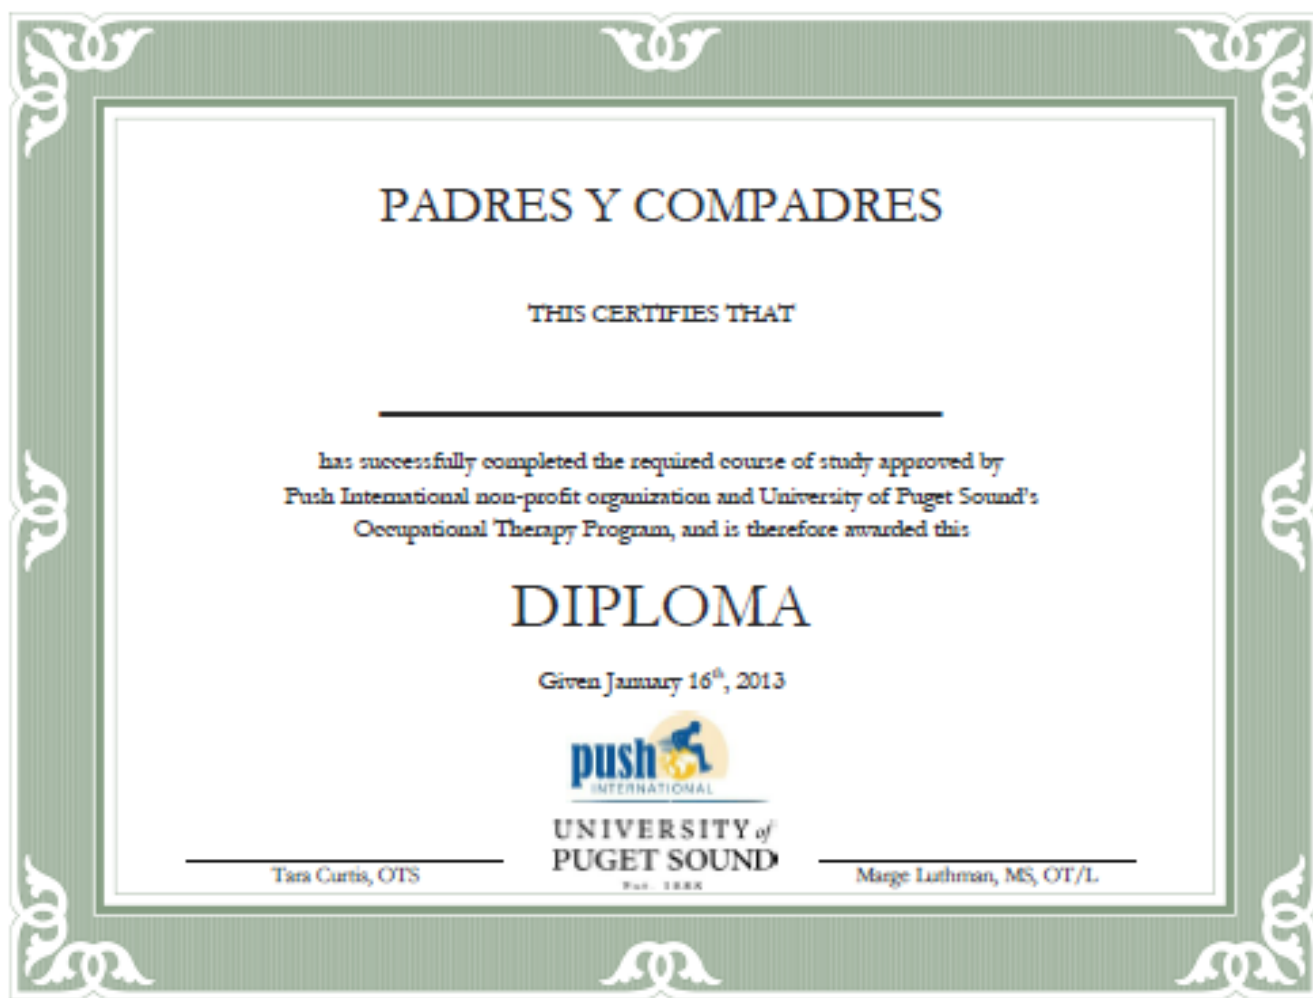 PADRES Y COMPADRES
THIS CERTIFIES THAT
has successfully completed the required course of study approved by
Push International non-profit organization and University of Puget Sound's
Occupational Therapy Program, and is therefore awarded this
DIPLOMA
Given January 16th, 2013
push
INTERNATIONAL
UNIVERSITY of
PUGET SOUND
Est. 1888
Tara Curtis, OTS
Marge Luthman, MS, OT/L